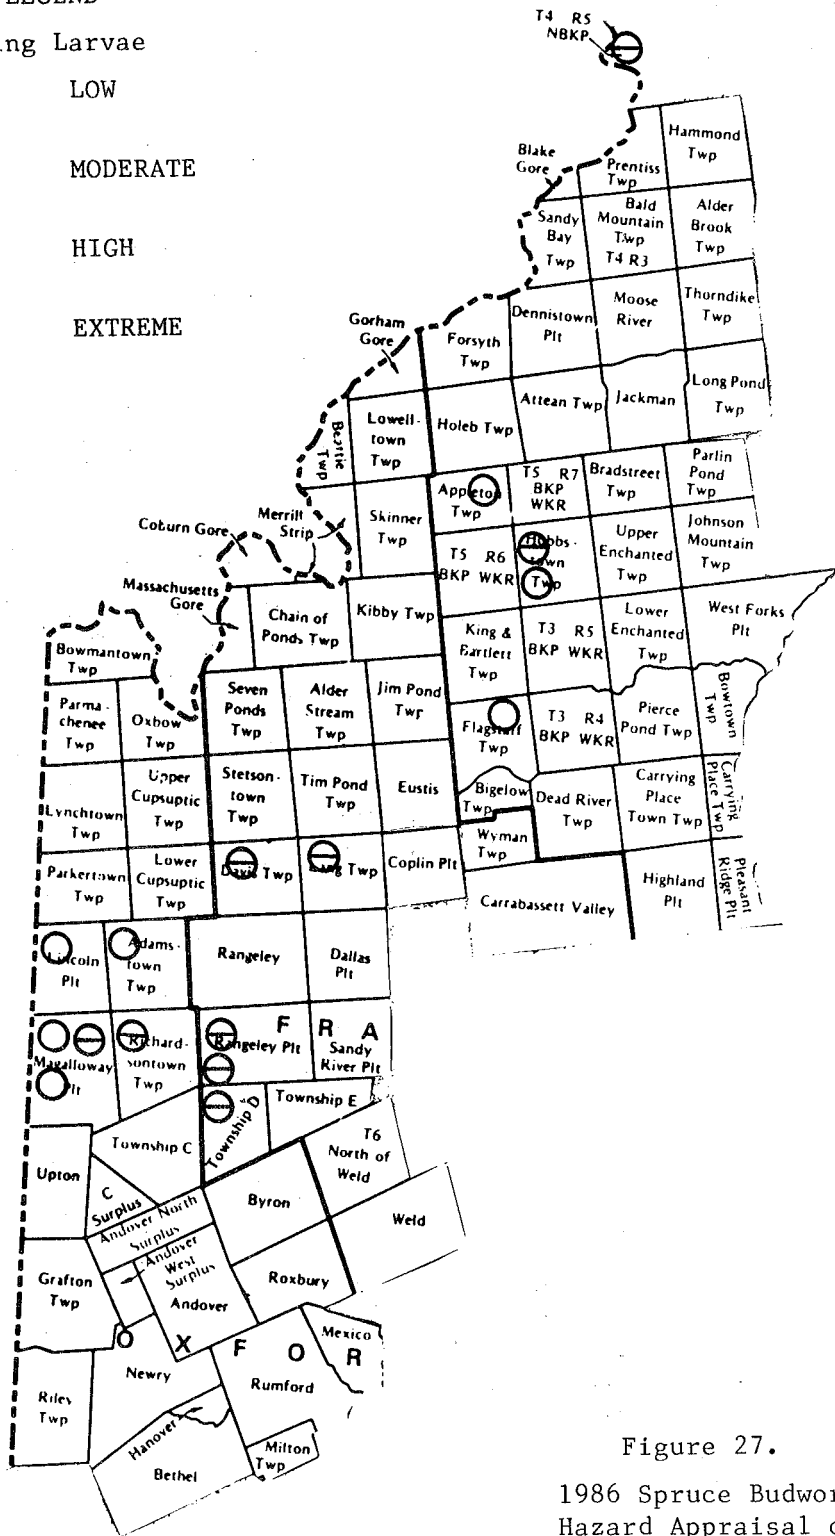 LEGEND
ng Larvae
LOW
MODERATE
HIGH
EXTREME
T4 R5
NBKP
Blake
Gore
Prentiss
Twp
Hammond
Twp
Sandy
Bay
Twp
Bald
Mountain
Twp
T4 R3
Alder
Brook
Twp
Gorham
Gore
Forsyth
Twp
Dennistown
Plt
Moose
River
Thorndike
Twp
Beattie
Twp
Lowell-
town
Twp
Holeb Twp
Attean Twp
Jackman
Long Pond
Twp
Coburn Gore
Merrill
Strip
Skinner
Twp
Appleton
Twp
T5 R7
BKP
WKR
Bradstreet
Twp
Parlin
Pond
Twp
T5 R6
BKP WKR
Hobbs-
town
Twp
Upper
Enchanted
Twp
Johnson
Mountain
Twp
Massachusetts
Gore
Chain of
Ponds Twp
Kibby Twp
King &
Bartlett
Twp
T3 R5
BKP WKR
Lower
Enchanted
Twp
West Forks
Plt
Bowmantown
Twp
Parma-
chenee
Twp
Oxbow
Twp
Seven
Ponds
Twp
Alder
Stream
Twp
Jim Pond
Twp
Flagstaff
Twp
T3 R4
BKP WKR
Pierce
Pond Twp
Bowtown
Twp
Lynchtown
Twp
Upper
Cupsuptic
Twp
Stetson-
town
Twp
Tim Pond
Twp
Eustis
Bigelow
Twp
Dead River
Twp
Carrying
Place
Town Twp
Carrying
Place Twp
Wyman
Twp
Parkertown
Twp
Lower
Cupsuptic
Twp
Davis Twp
Lang Twp
Coplin Plt
Carrabassett Valley
Highland
Plt
Pleasant
Ridge Plt
Lincoln
Plt
Adams-
town
Twp
Rangeley
Dallas
Plt
Magalloway
Plt
Richard-
sontown
Twp
F R A
Rangeley Plt
Sandy
River Plt
Township C
Township D
Township E
T6
North of
Weld
Upton
C
Surplus
Andover North
Surplus
Byron
Weld
Grafton
Twp
Andover
West
Surplus
Andover
Roxbury
O X F O R
Mexico
Riley
Twp
Newry
Rumford
Hanover
Bethel
Milton
Twp
Figure 27.
1986 Spruce Budwor
Hazard Appraisal